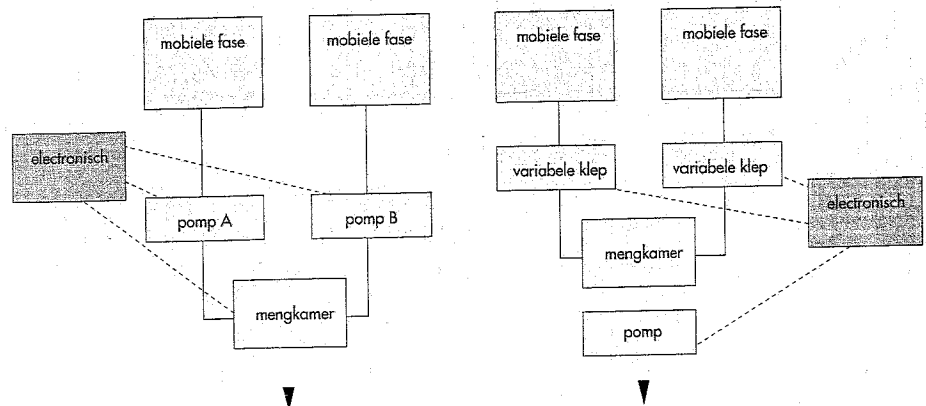 mobiele fase
mobiele fase
electronisch
pomp A
pomp B
mengkamer
mobiele fase
mobiele fase
variabele klep
variabele klep
electronisch
mengkamer
pomp